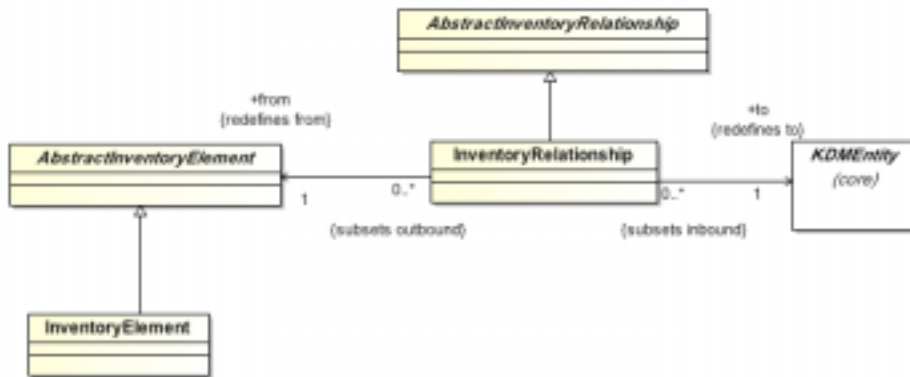 AbstractInventoryRelationship
+from
{redefines from}
+to
{redefines to}
AbstractInventoryElement
InventoryRelationship
KDMEntity
(core)
1
0..*
0..*
1
{subsets outbound}
{subsets inbound}
InventoryElement